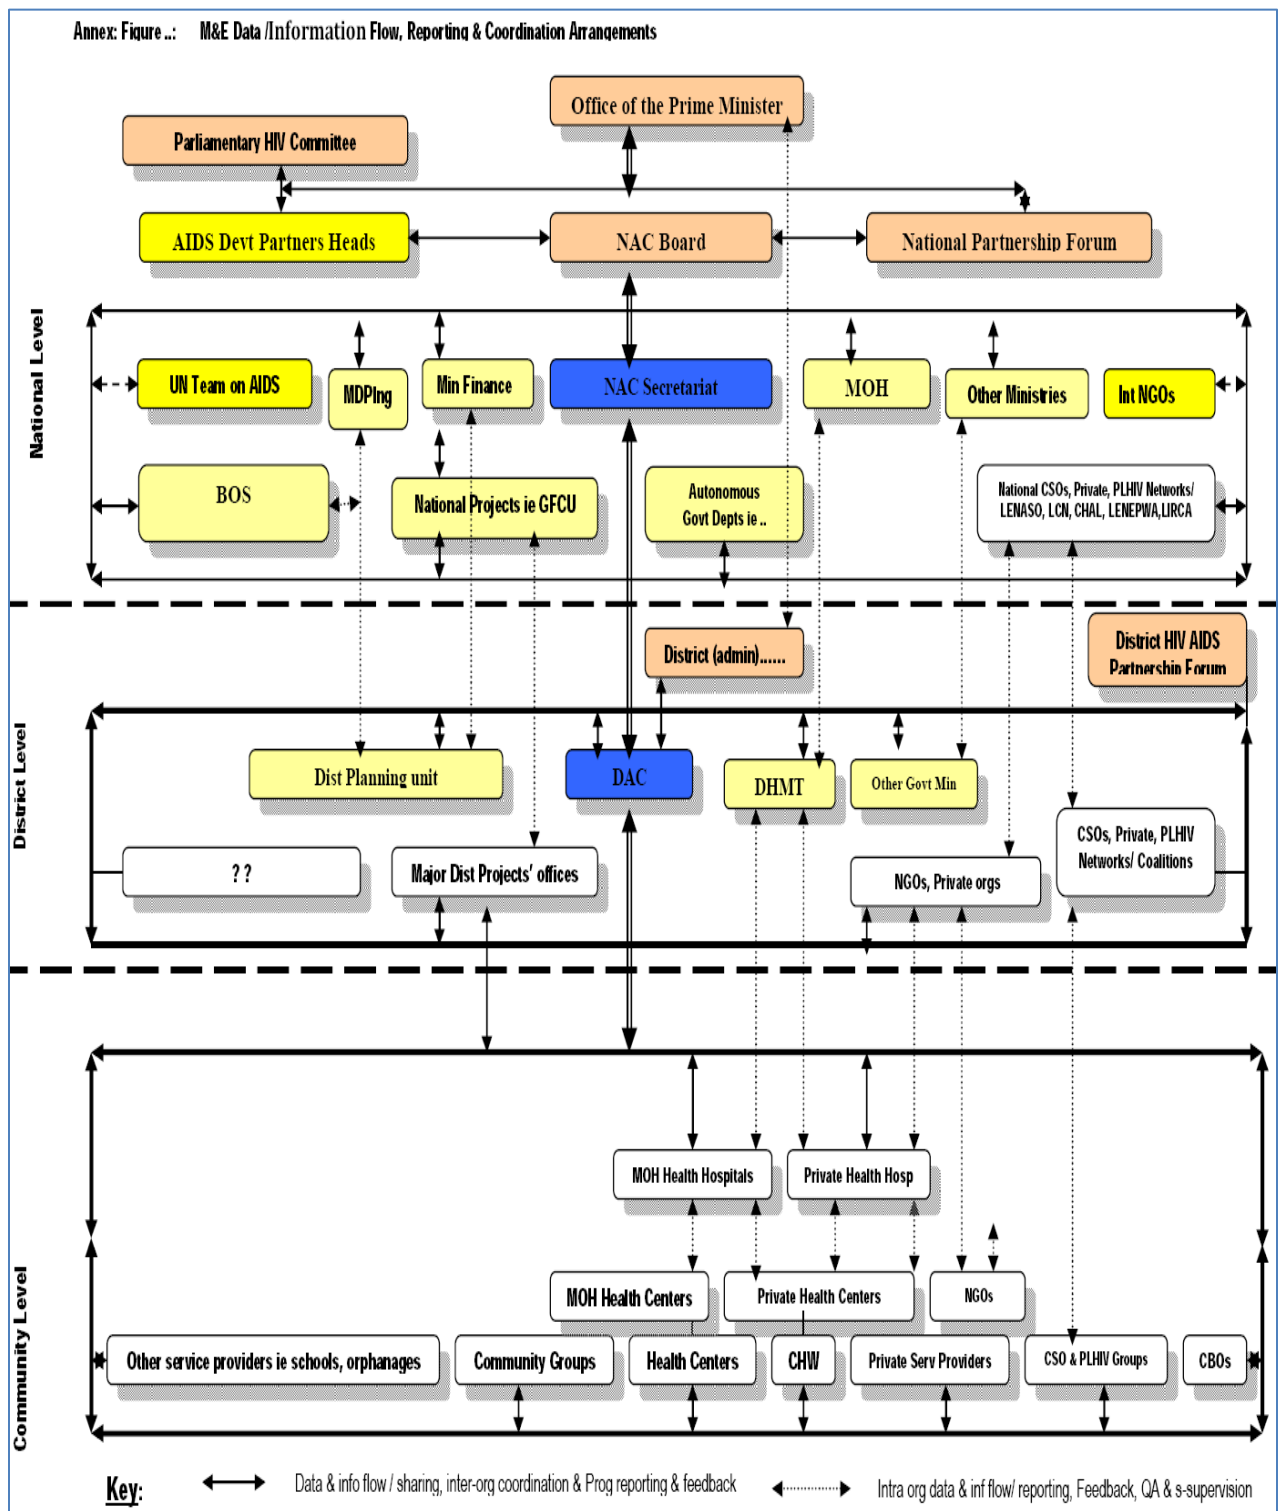 Annex: Figure ..: M&E Data /Information Flow, Reporting & Coordination Arrangements
Office of the Prime Minister
Parliamentary HIV Committee
AIDS Devt Partners Heads
NAC Board
National Partnership Forum
National Level
UN Team on AIDS
MDPlng
Min Finance
NAC Secretariat
MOH
Other Ministries
Int NGOs
BOS
National Projects ie GFCU
Autonomous
Govt Depts ie ..
National CSOs, Private, PLHIV Networks/
LENASO, LCN, CHAL, LENEPWA,LIRCA
District (admin)......
District HIV AIDS
Partnership Forum
District Level
Dist Planning unit
DAC
DHMT
Other Govt Min
? ?
Major Dist Projects' offices
NGOs, Private orgs
CSOs, Private, PLHIV
Networks/ Coalitions
Community Level
MOH Health Hospitals
Private Health Hosp
MOH Health Centers
Private Health Centers
NGOs
Other service providers ie schools, orphanages
Community Groups
Health Centers
CHW
Private Serv Providers
CSO & PLHIV Groups
CBOs
Key:
Data & info flow / sharing, inter-org coordination & Prog reporting & feedback
Intra org data & inf flow/ reporting, Feedback, QA & s-supervision